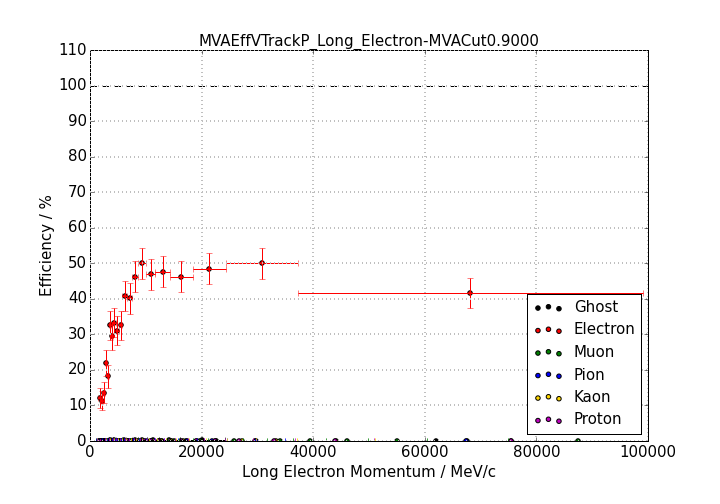 MVAEffVTrackP_Long_Electron-MVACut0.9000
110
100
90
80
70
60
50
40
30
20
10
0
Efficiency / %
0 20000 40000 60000 80000 100000
Long Electron Momentum / MeV/c
Ghost
Electron
Muon
Pion
Kaon
Proton